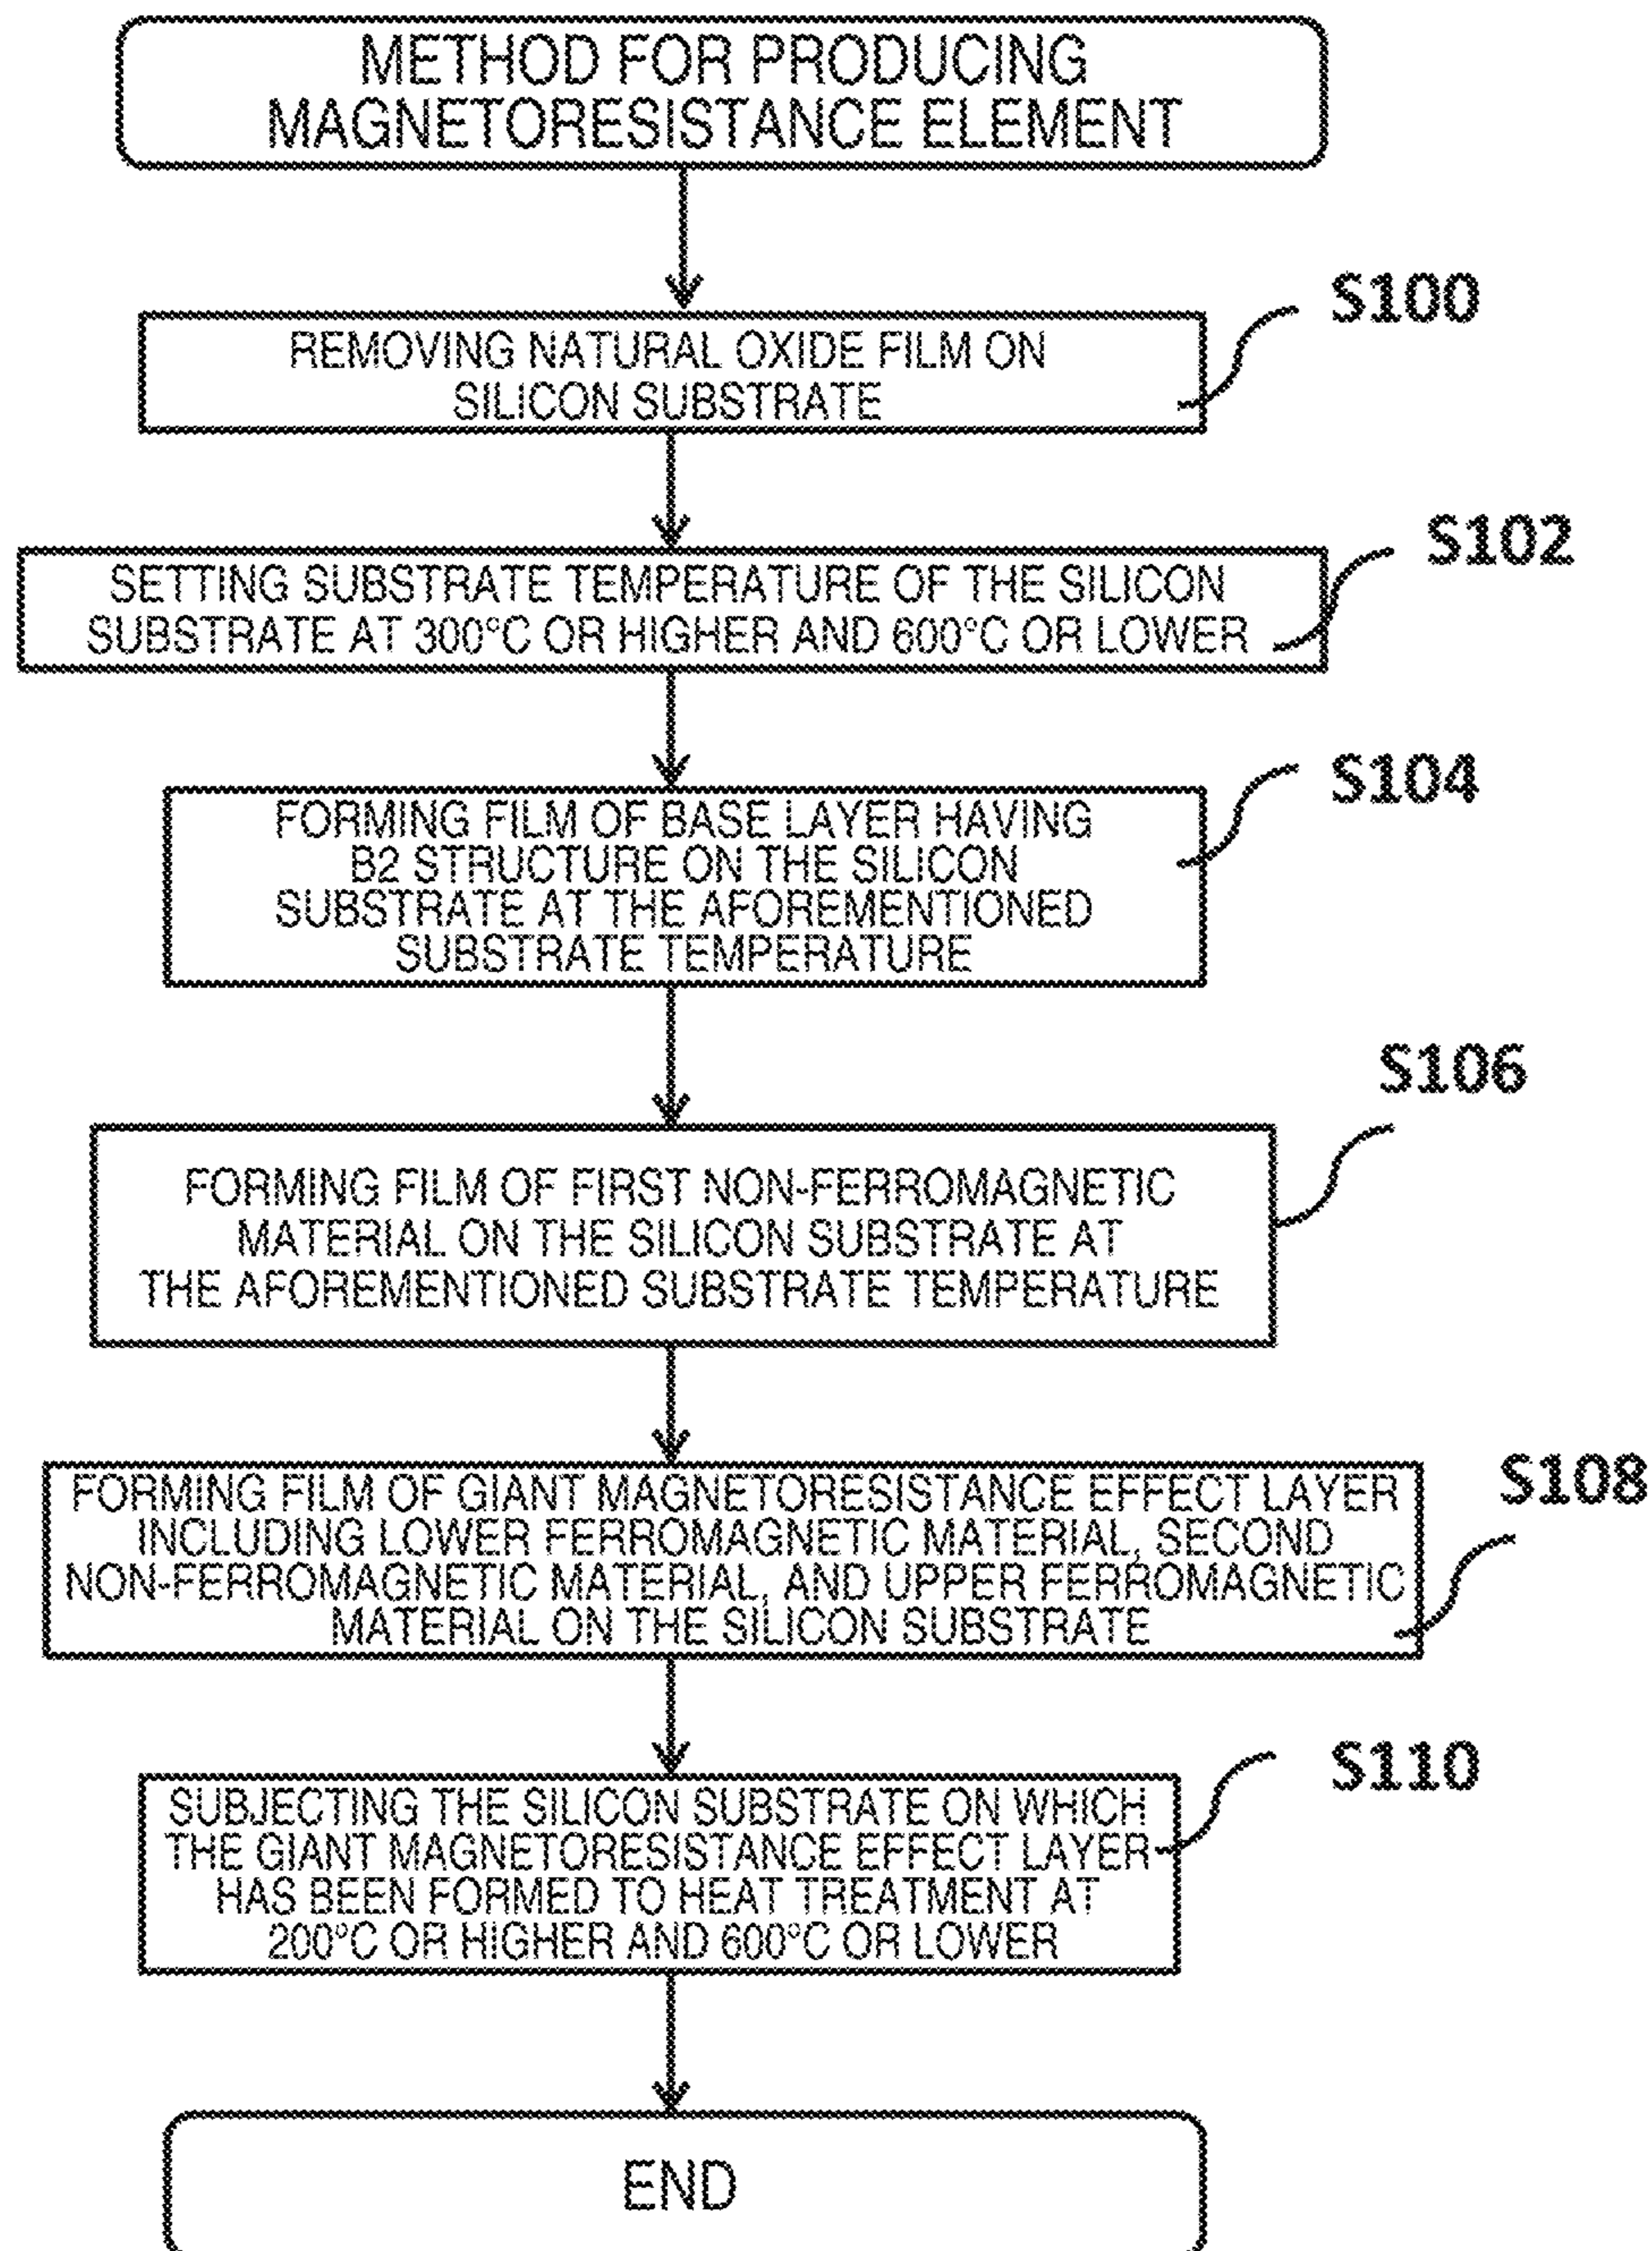 METHOD FOR PRODUCING
MAGNETORESISTANCE ELEMENT
S100
REMOVING NATURAL OXIDE FILM ON
SILICON SUBSTRATE
S102
SETTING SUBSTRATE TEMPERATURE OF THE SILICON
SUBSTRATE AT 300°C OR HIGHER AND 600°C OR LOWER
S104
FORMING FILM OF BASE LAYER HAVING
B2 STRUCTURE ON THE SILICON
SUBSTRATE AT THE AFOREMENTIONED
SUBSTRATE TEMPERATURE
S106
FORMING FILM OF FIRST NON-FERROMAGNETIC
MATERIAL ON THE SILICON SUBSTRATE AT
THE AFOREMENTIONED SUBSTRATE TEMPERATURE
S108
FORMING FILM OF GIANT MAGNETORESISTANCE EFFECT LAYER
INCLUDING LOWER FERROMAGNETIC MATERIAL, SECOND
NON-FERROMAGNETIC MATERIAL, AND UPPER FERROMAGNETIC
MATERIAL ON THE SILICON SUBSTRATE
S110
SUBJECTING THE SILICON SUBSTRATE ON WHICH
THE GIANT MAGNETORESISTANCE EFFECT LAYER
HAS BEEN FORMED TO HEAT TREATMENT AT
200°C OR HIGHER AND 600°C OR LOWER
END